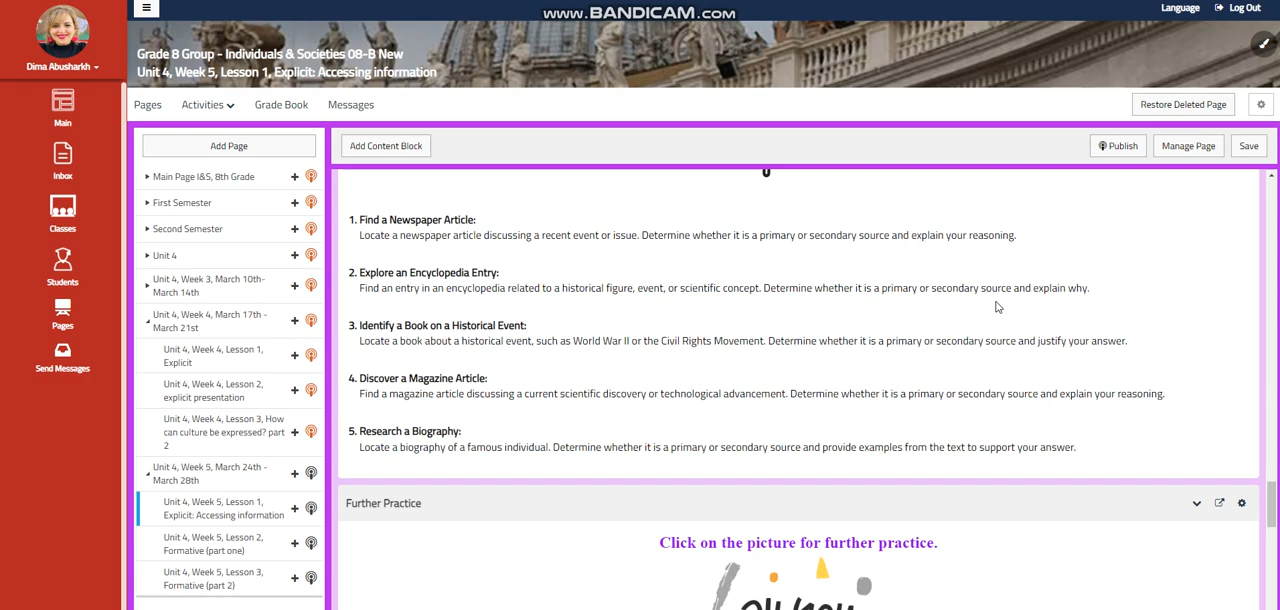 www.BANDICAM.com
Language
Log Out
Dima Abusharkh
Grade 8 Group - Individuals & Societies 08-B New
Unit 4, Week 5, Lesson 1, Explicit: Accessing information
Main
Inbox
Classes
Students
Pages
Send Messages
Pages
Activities
Grade Book
Messages
Restore Deleted Page
Add Page
Main Page I&S, 8th Grade
First Semester
Second Semester
Unit 4
Unit 4, Week 3, March 10th-
March 14th
Unit 4, Week 4, March 17th -
March 21st
Unit 4, Week 4, Lesson 1,
Explicit
Unit 4, Week 4, Lesson 2,
explicit presentation
Unit 4, Week 4, Lesson 3, How
can culture be expressed? part
2
Unit 4, Week 5, March 24th -
March 28th
Unit 4, Week 5, Lesson 1,
Explicit: Accessing information
Unit 4, Week 5, Lesson 2,
Formative (part one)
Unit 4, Week 5, Lesson 3,
Formative (part 2)
Add Content Block
Publish
Manage Page
Save
1. Find a Newspaper Article:
Locate a newspaper article discussing a recent event or issue. Determine whether it is a primary or secondary source and explain your reasoning.
2. Explore an Encyclopedia Entry:
Find an entry in an encyclopedia related to a historical figure, event, or scientific concept. Determine whether it is a primary or secondary source and explain why.
3. Identify a Book on a Historical Event:
Locate a book about a historical event, such as World War II or the Civil Rights Movement. Determine whether it is a primary or secondary source and justify your answer.
4. Discover a Magazine Article:
Find a magazine article discussing a current scientific discovery or technological advancement. Determine whether it is a primary or secondary source and explain your reasoning.
5. Research a Biography:
Locate a biography of a famous individual. Determine whether it is a primary or secondary source and provide examples from the text to support your answer.
Further Practice
Click on the picture for further practice.